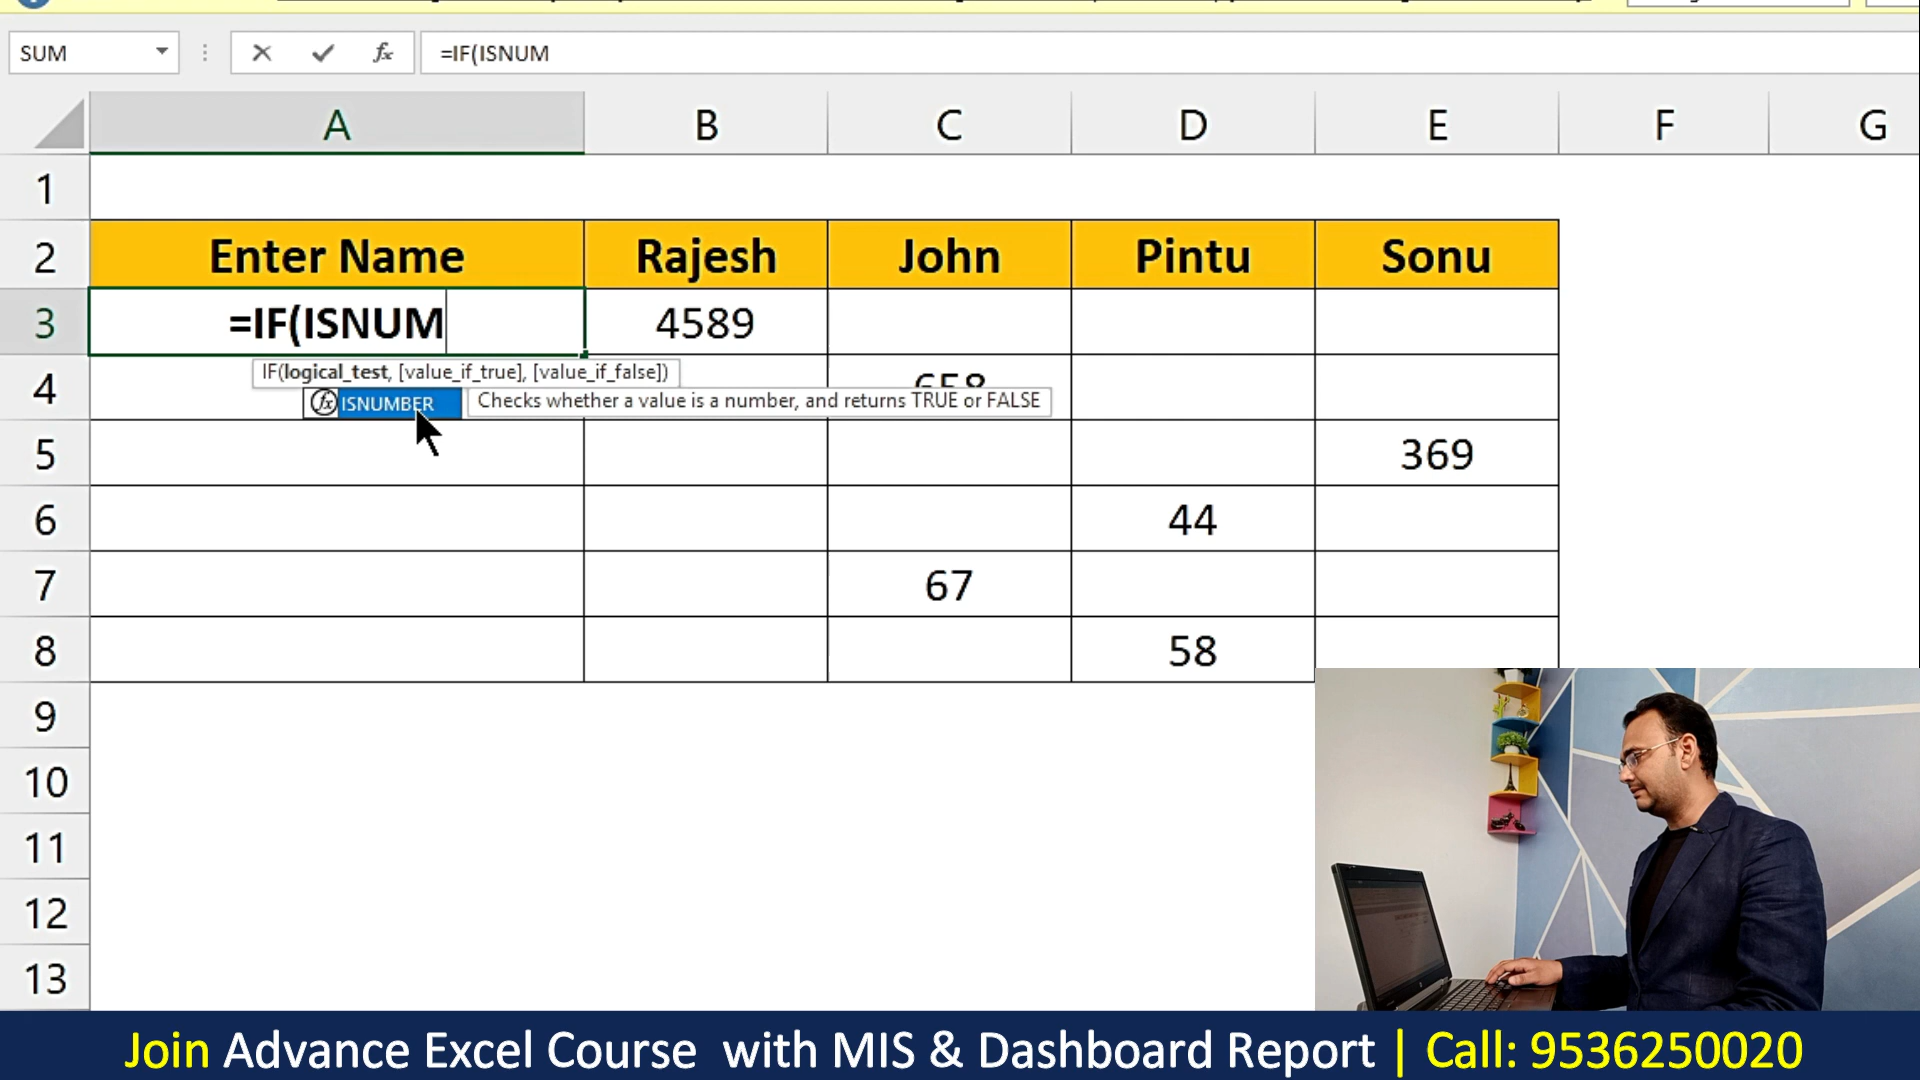 SUM =IF(ISNUM
A B C D E F G
1
2 Enter Name Rajesh John Pintu Sonu
3 =IF(ISNUM 4589
IF(logical_test, [value_if_true], [value_if_false])
4 658
fx ISNUMBER Checks whether a value is a number, and returns TRUE or FALSE
5 369
6 44
7 67
8 58
9
10
11
12
13
Join Advance Excel Course with MIS & Dashboard Report | Call: 9536250020